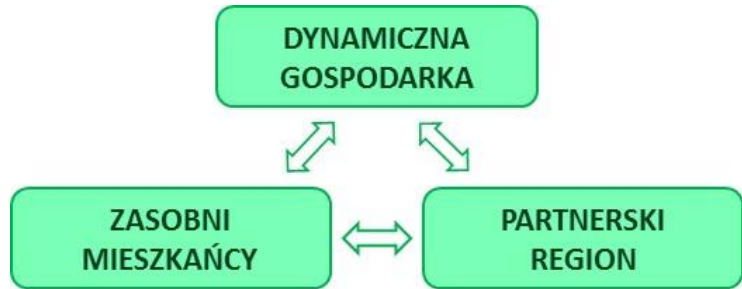 DYNAMICZNA
GOSPODARKA
ZASOBNI
MIESZKAŃCY
PARTNERSKI
REGION